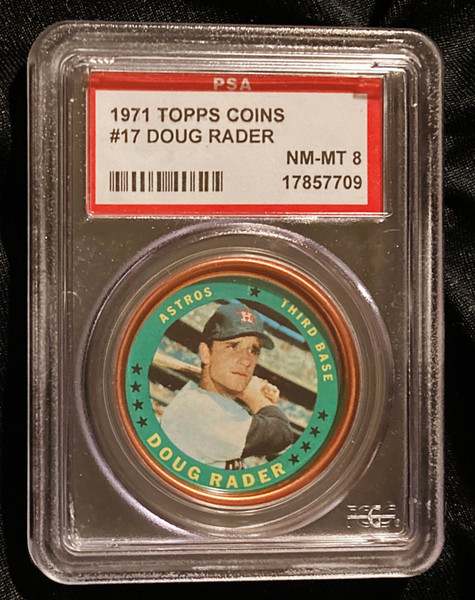 PSA
1971 TOPPS COINS
#17 DOUG RADER
NM-MT 8
17857709
ASTROS ★ THIRD BASE
H
DOUG RADER